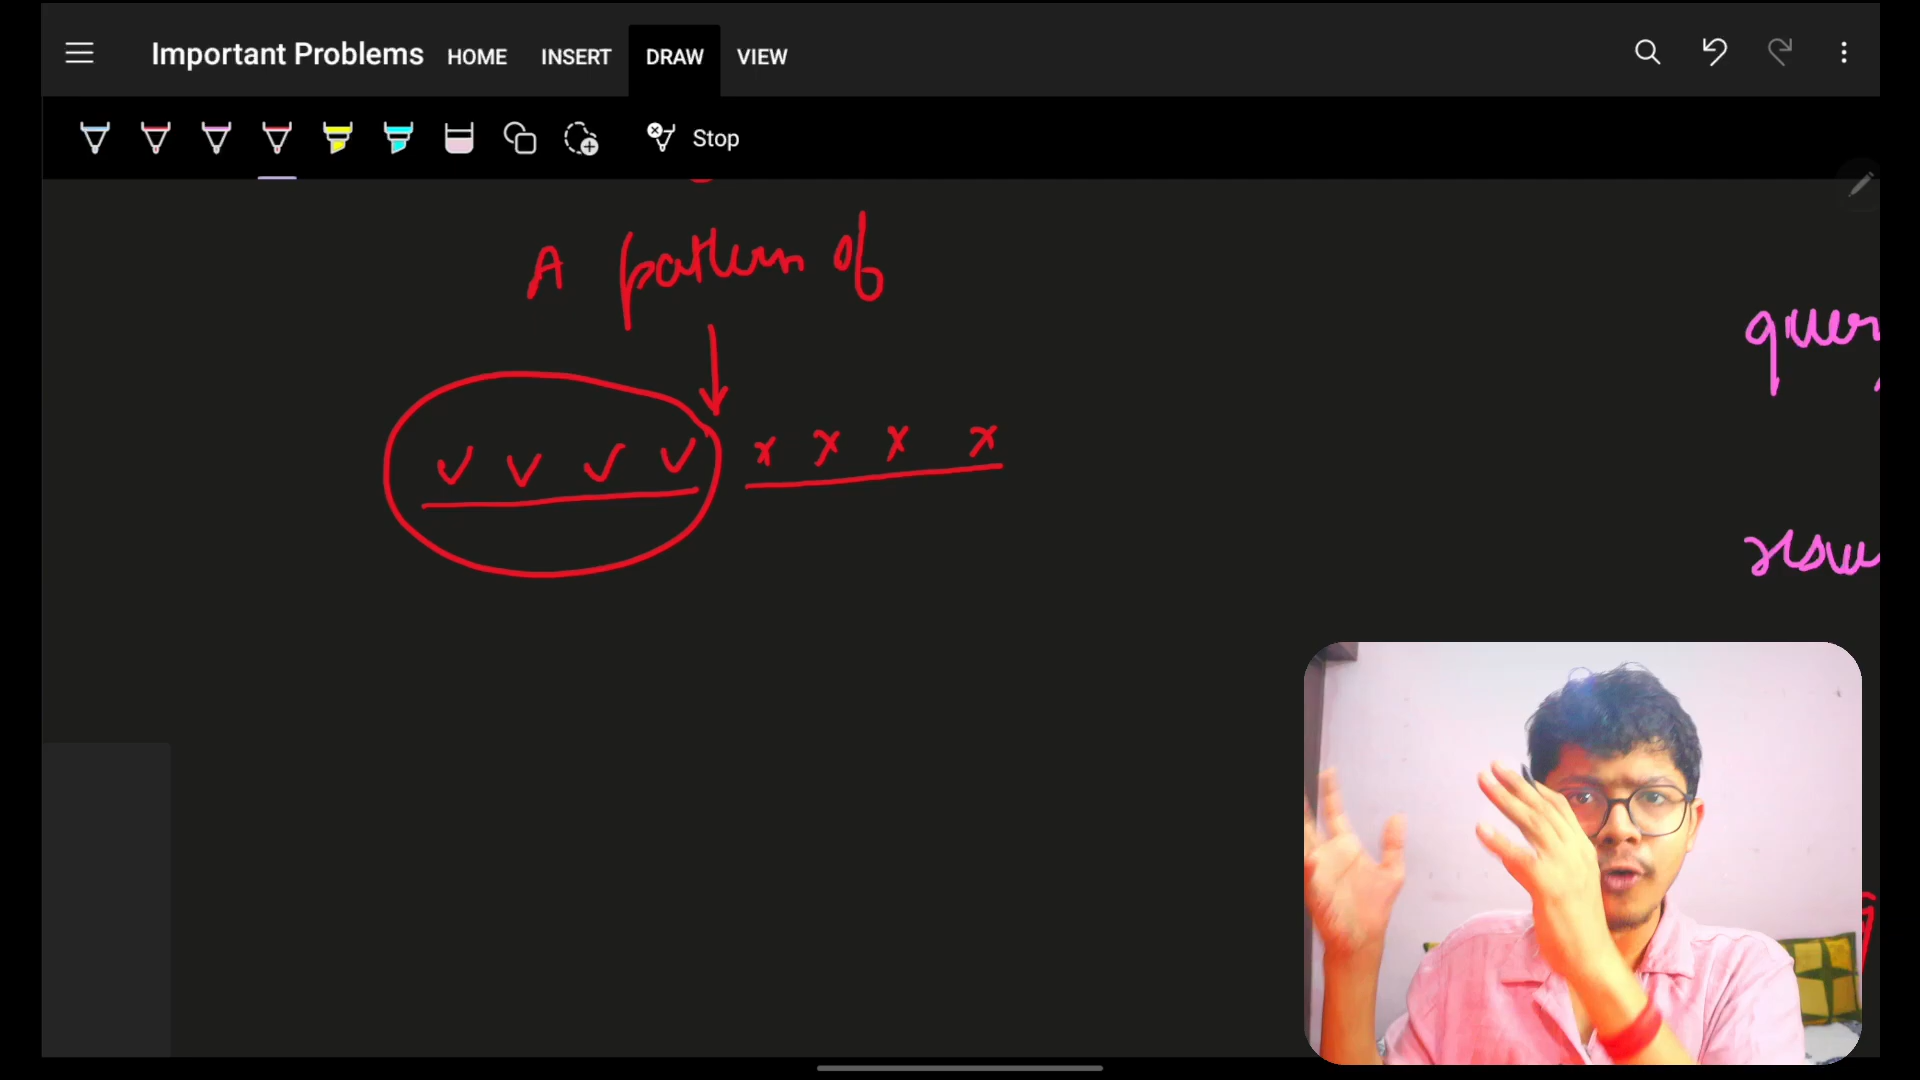 Important Problems HOME INSERT DRAW VIEW
Stop
A pattern of
✓ ✓ ✓ ✓ x x x x